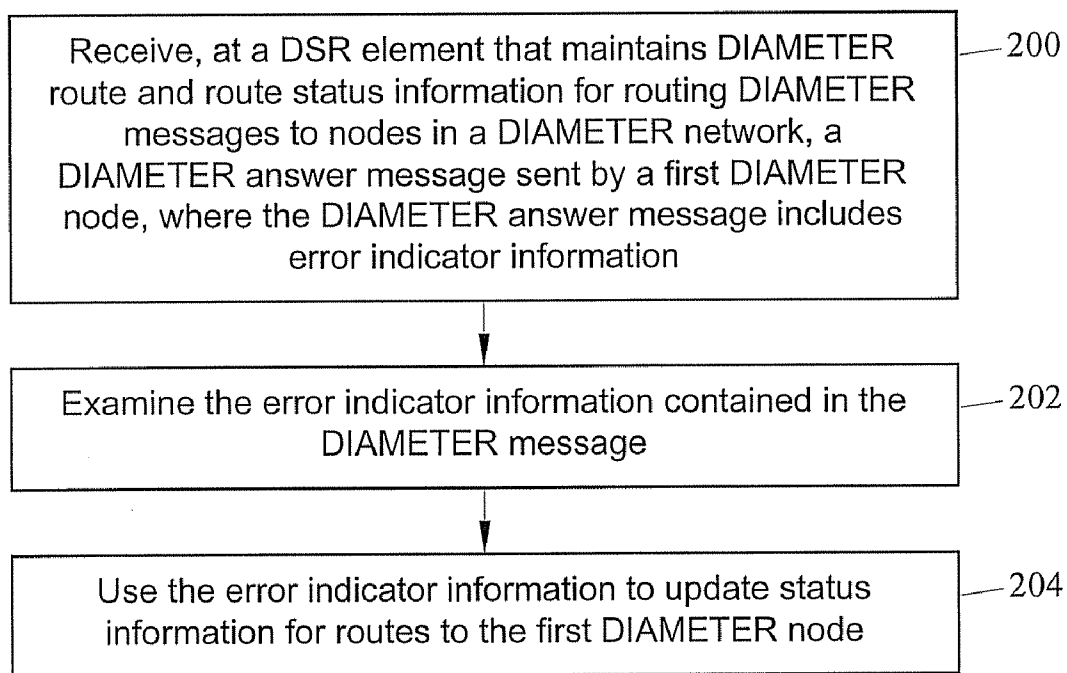 Receive, at a DSR element that maintains DIAMETER
200
route and route status information for routing DIAMETER
messages to nodes in a DIAMETER network, a
DIAMETER answer message sent by a first DIAMETER
node, where the DIAMETER answer message includes
error indicator information
Examine the error indicator information contained in the
202
DIAMETER message
Use the error indicator information to update status
204
information for routes to the first DIAMETER node